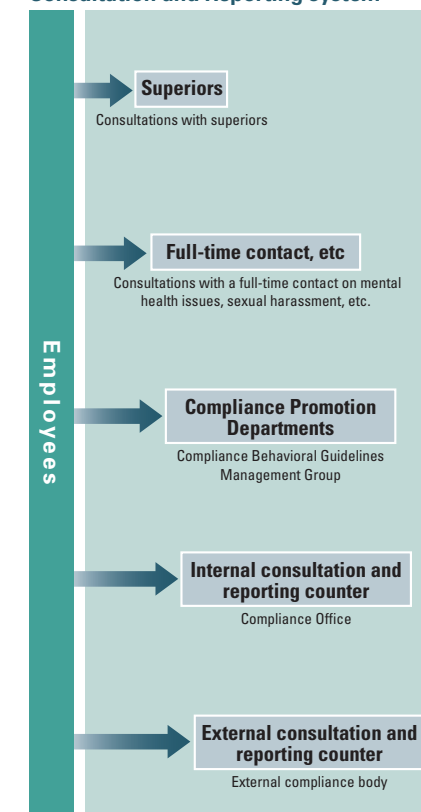 Consultation and Reporting System
Superiors
Consultations with superiors
Full-time contact, etc
Consultations with a full-time contact on mental
health issues, sexual harassment, etc.
Employees
Compliance Promotion
Departments
Compliance Behavioral Guidelines
Management Group
Internal consultation and
reporting counter
Compliance Office
External consultation and
reporting counter
External compliance body